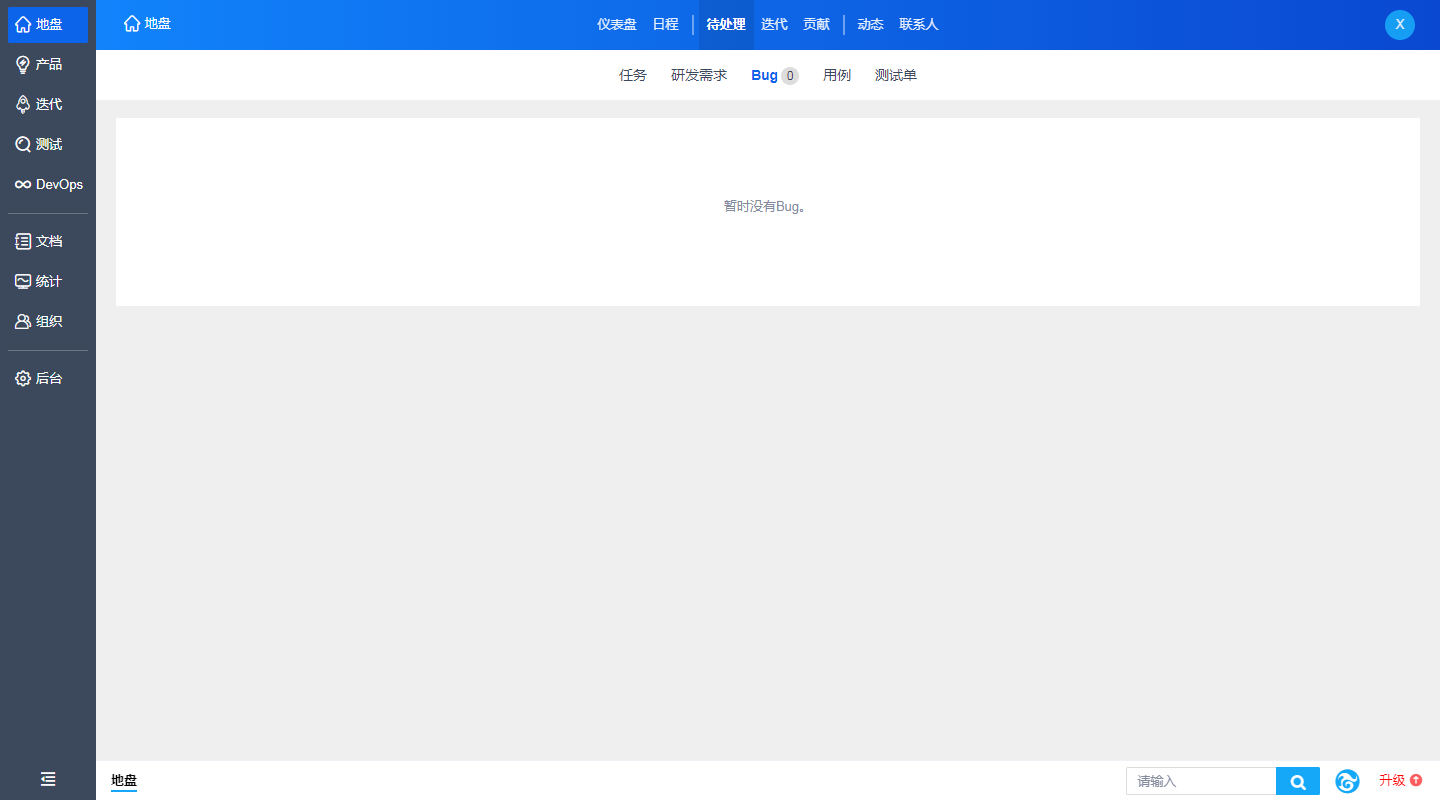 地盘
产品
迭代
测试
DevOps
文档
统计
组织
后台
地盘
仪表盘 日程 待处理 迭代 贡献 动态 联系人
X
任务 研发需求 Bug 0 用例 测试单
暂时没有Bug。
地盘
请输入
升级